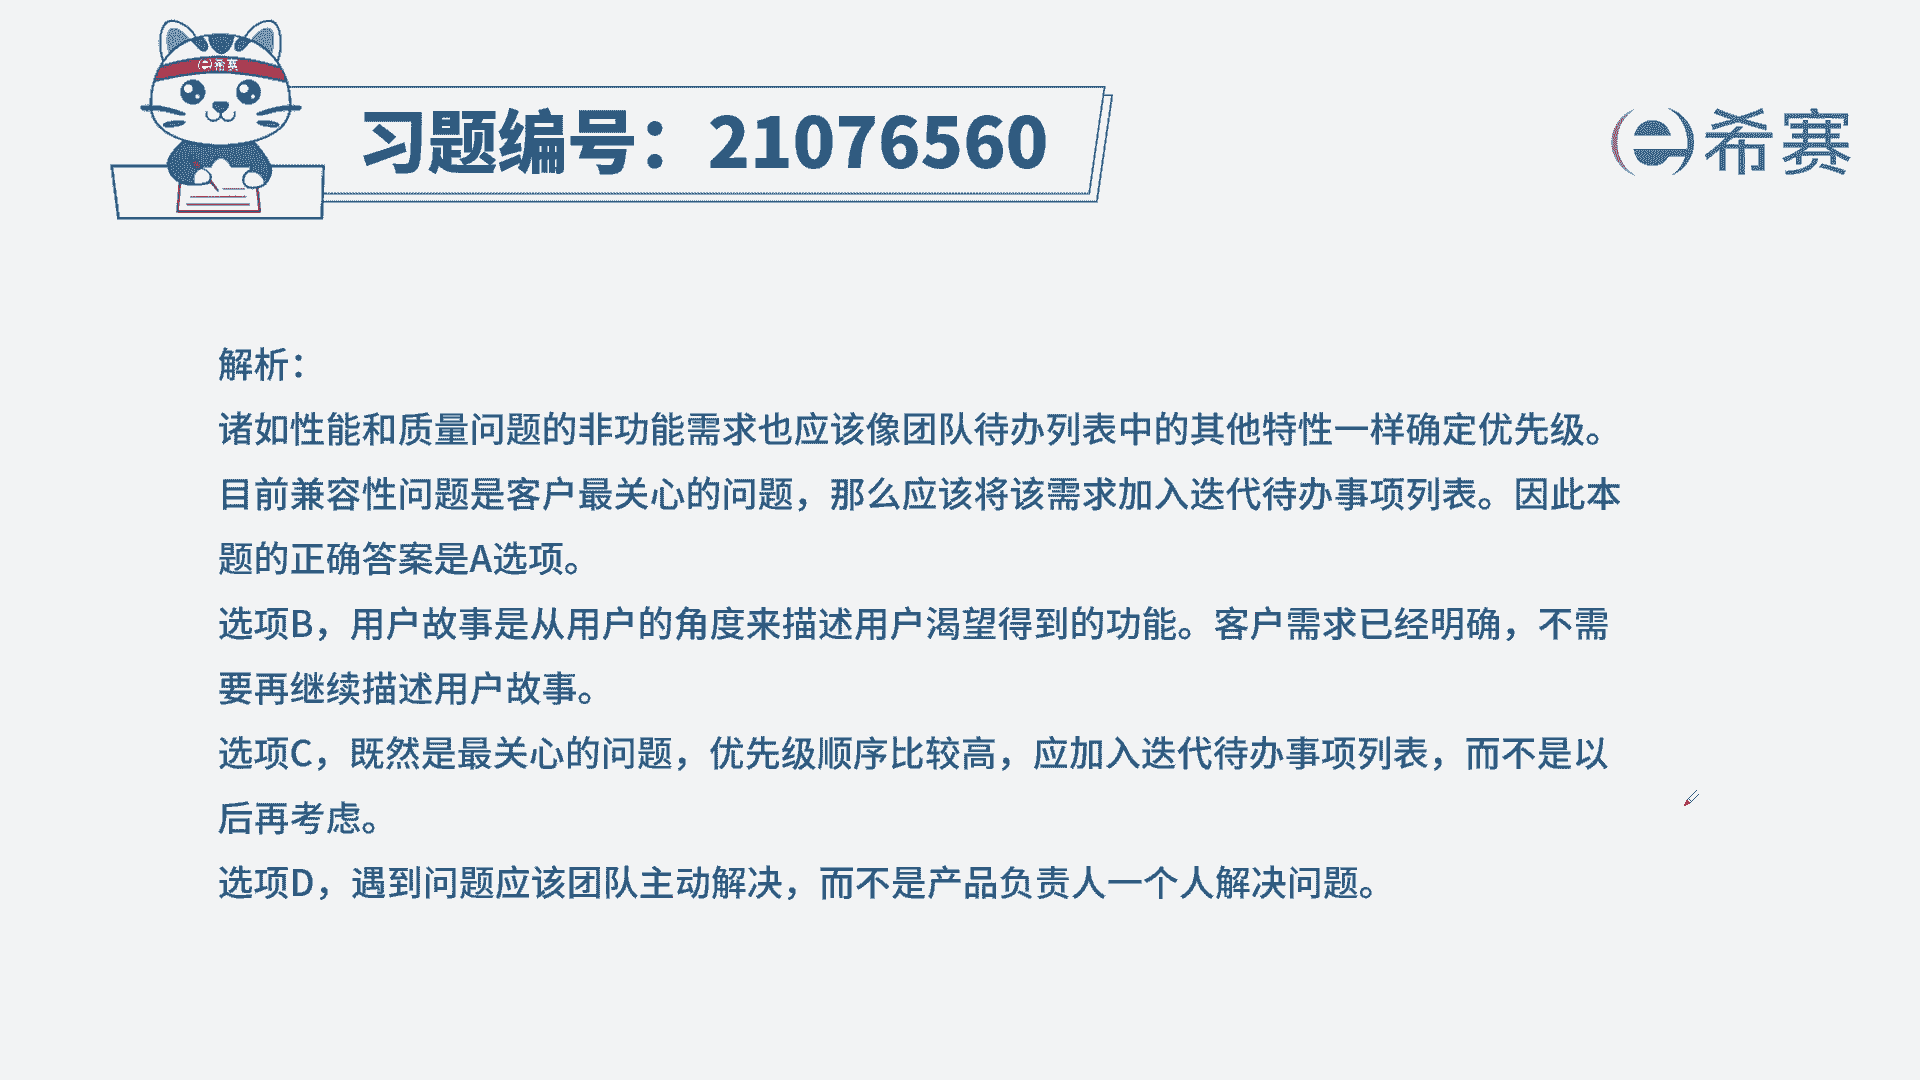 希赛
习题编号：21076560
希赛
解析：
诸如性能和质量问题的非功能需求也应该像团队待办列表中的其他特性一样确定优先级。
目前兼容性问题是客户最关心的问题，那么应该将该需求加入迭代待办事项列表。因此本
题的正确答案是A选项。
选项B，用户故事是从用户的角度来描述用户渴望得到的功能。客户需求已经明确，不需
要再继续描述用户故事。
选项C，既然是最关心的问题，优先级顺序比较高，应加入迭代待办事项列表，而不是以
后再考虑。
选项D，遇到问题应该团队主动解决，而不是产品负责人一个人解决问题。